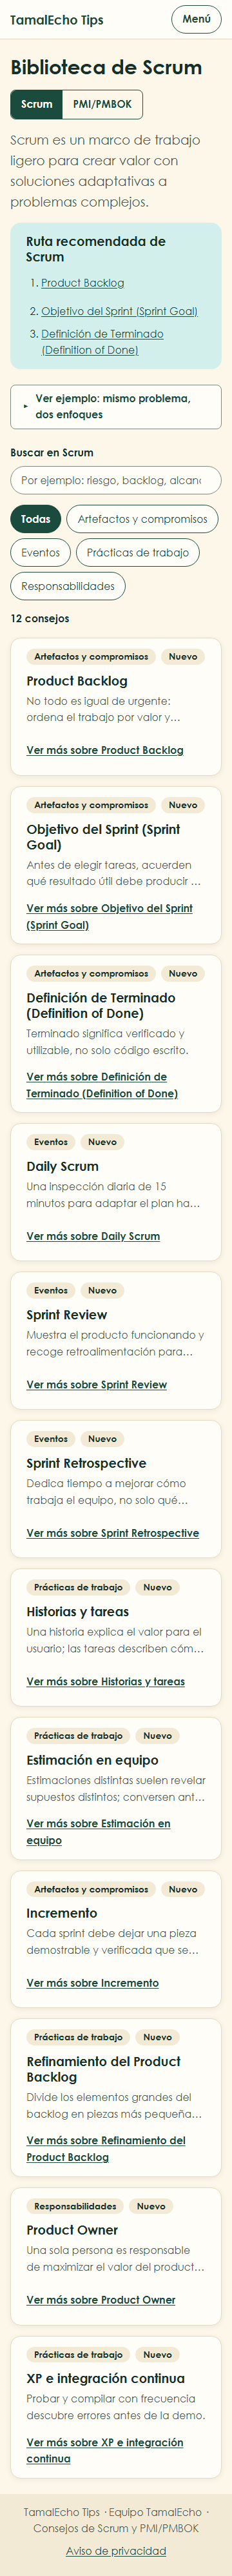 TamalEcho Tips
Menú
Biblioteca de Scrum
Scrum
PMI/PMBOK
Scrum es un marco de trabajo
ligero para crear valor con
soluciones adaptativas a
problemas complejos.
Ruta recomendada de
Scrum
1. Product Backlog
2. Objetivo del Sprint (Sprint Goal)
3. Definición de Terminado
(Definition of Done)
▸ Ver ejemplo: mismo problema,
dos enfoques
Buscar en Scrum
Por ejemplo: riesgo, backlog, alcanc
Todas
Artefactos y compromisos
Eventos
Prácticas de trabajo
Responsabilidades
12 consejos
Artefactos y compromisos
Nuevo
Product Backlog
No todo es igual de urgente:
ordena el trabajo por valor y…
Ver más sobre Product Backlog
Artefactos y compromisos
Nuevo
Objetivo del Sprint (Sprint
Goal)
Antes de elegir tareas, acuerden
qué resultado útil debe producir …
Ver más sobre Objetivo del Sprint
(Sprint Goal)
Artefactos y compromisos
Nuevo
Definición de Terminado
(Definition of Done)
Terminado significa verificado y
utilizable, no solo código escrito.
Ver más sobre Definición de
Terminado (Definition of Done)
Eventos
Nuevo
Daily Scrum
Una inspección diaria de 15
minutos para adaptar el plan ha…
Ver más sobre Daily Scrum
Eventos
Nuevo
Sprint Review
Muestra el producto funcionando y
recoge retroalimentación para…
Ver más sobre Sprint Review
Eventos
Nuevo
Sprint Retrospective
Dedica tiempo a mejorar cómo
trabaja el equipo, no solo qué…
Ver más sobre Sprint Retrospective
Prácticas de trabajo
Nuevo
Historias y tareas
Una historia explica el valor para el
usuario; las tareas describen cóm…
Ver más sobre Historias y tareas
Prácticas de trabajo
Nuevo
Estimación en equipo
Estimaciones distintas suelen revelar
supuestos distintos; conversen ant…
Ver más sobre Estimación en
equipo
Artefactos y compromisos
Nuevo
Incremento
Cada sprint debe dejar una pieza
demostrable y verificada que se…
Ver más sobre Incremento
Prácticas de trabajo
Nuevo
Refinamiento del Product
Backlog
Divide los elementos grandes del
backlog en piezas más pequeña…
Ver más sobre Refinamiento del
Product Backlog
Responsabilidades
Nuevo
Product Owner
Una sola persona es responsable
de maximizar el valor del product…
Ver más sobre Product Owner
Prácticas de trabajo
Nuevo
XP e integración continua
Probar y compilar con frecuencia
descubre errores antes de la demo.
Ver más sobre XP e integración
continua
TamalEcho Tips · Equipo TamalEcho ·
Consejos de Scrum y PMI/PMBOK
Aviso de privacidad